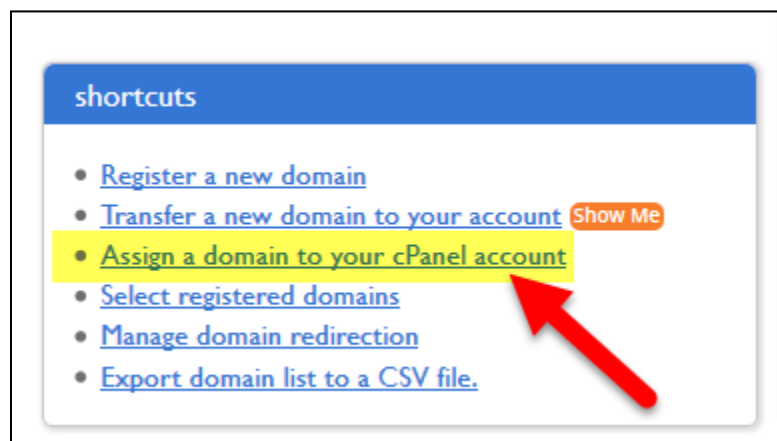 shortcuts
Register a new domain
Transfer a new domain to your account Show Me
Assign a domain to your cPanel account
Select registered domains
Manage domain redirection
Export domain list to a CSV file.